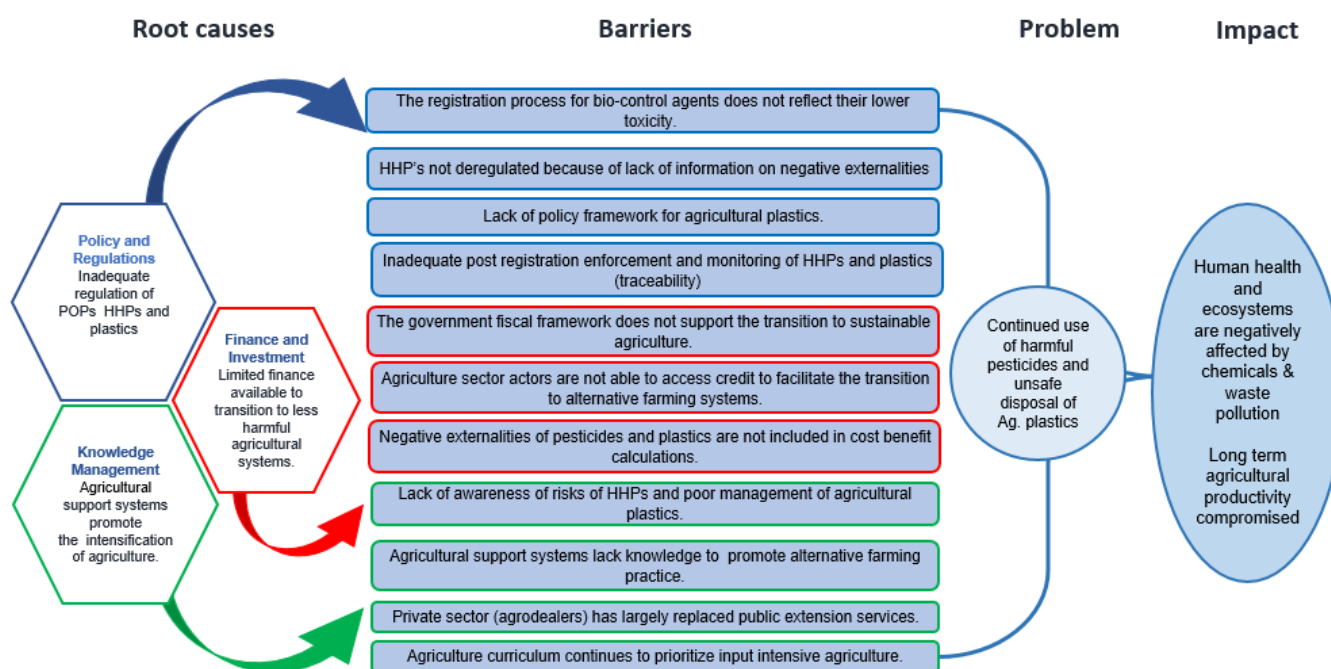 Root causes
Barriers
Problem
Impact
Policy and
Regulations
Inadequate
regulation of
POPs HHPs and
plastics
Finance and
Investment
Limited finance
available to
transition to less
harmful
agricultural
systems.
Knowledge
Management
Agricultural
support systems
promote
the intensification
of agriculture.
The registration process for bio-control agents does not reflect their lower
toxicity.
HHP's not deregulated because of lack of information on negative externalities
Lack of policy framework for agricultural plastics.
Inadequate post registration enforcement and monitoring of HHPs and plastics
(traceability)
The government fiscal framework does not support the transition to sustainable
agriculture.
Agriculture sector actors are not able to access credit to facilitate the transition
to alternative farming systems.
Negative externalities of pesticides and plastics are not included in cost benefit
calculations.
Lack of awareness of risks of HHPs and poor management of agricultural
plastics.
Agricultural support systems lack knowledge to promote alternative farming
practice.
Private sector (agrodealers) has largely replaced public extension services.
Agriculture curriculum continues to prioritize input intensive agriculture.
Continued use
of harmful
pesticides and
unsafe
disposal of
Ag. plastics
Human health
and
ecosystems
are negatively
affected by
chemicals &
waste
pollution
Long term
agricultural
productivity
compromised